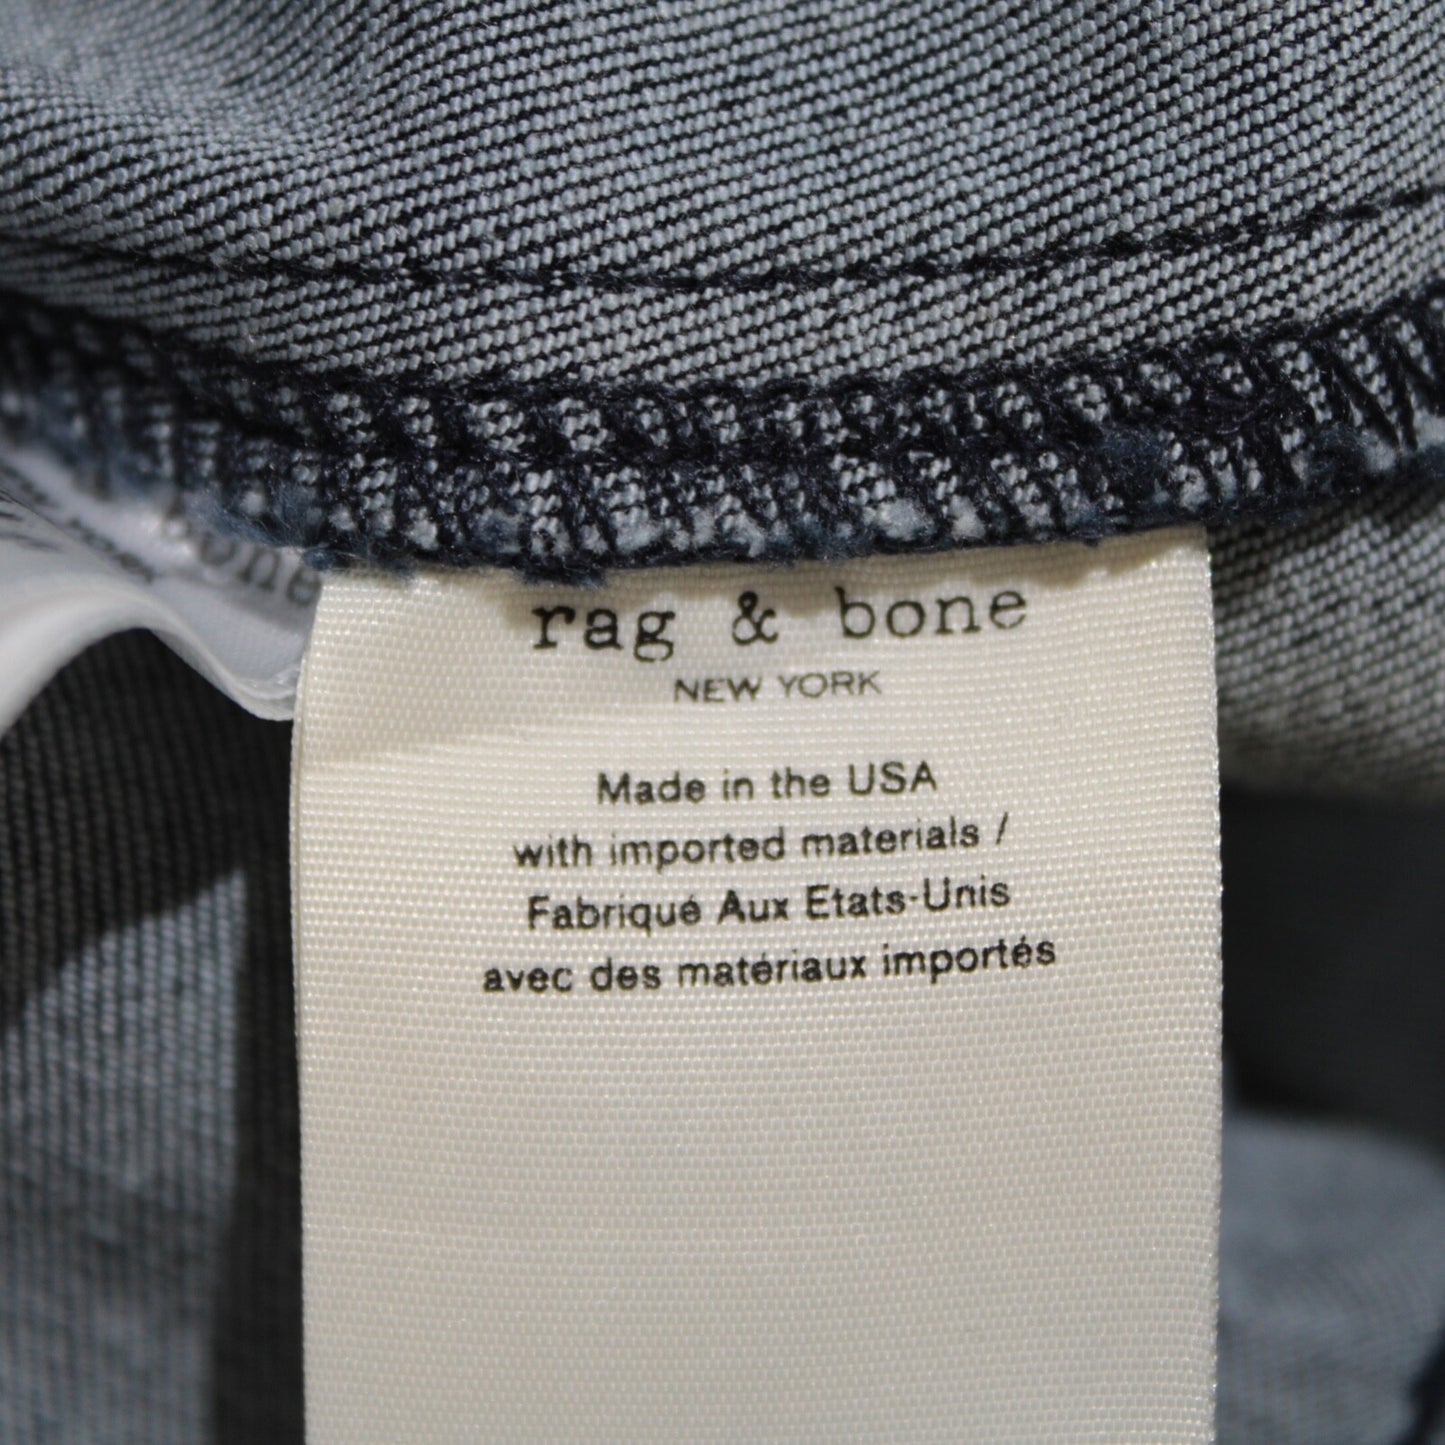 rag & bone
NEW YORK
Made in the USA
with imported materials /
Fabriqué Aux Etats-Unis
avec des matériaux importés